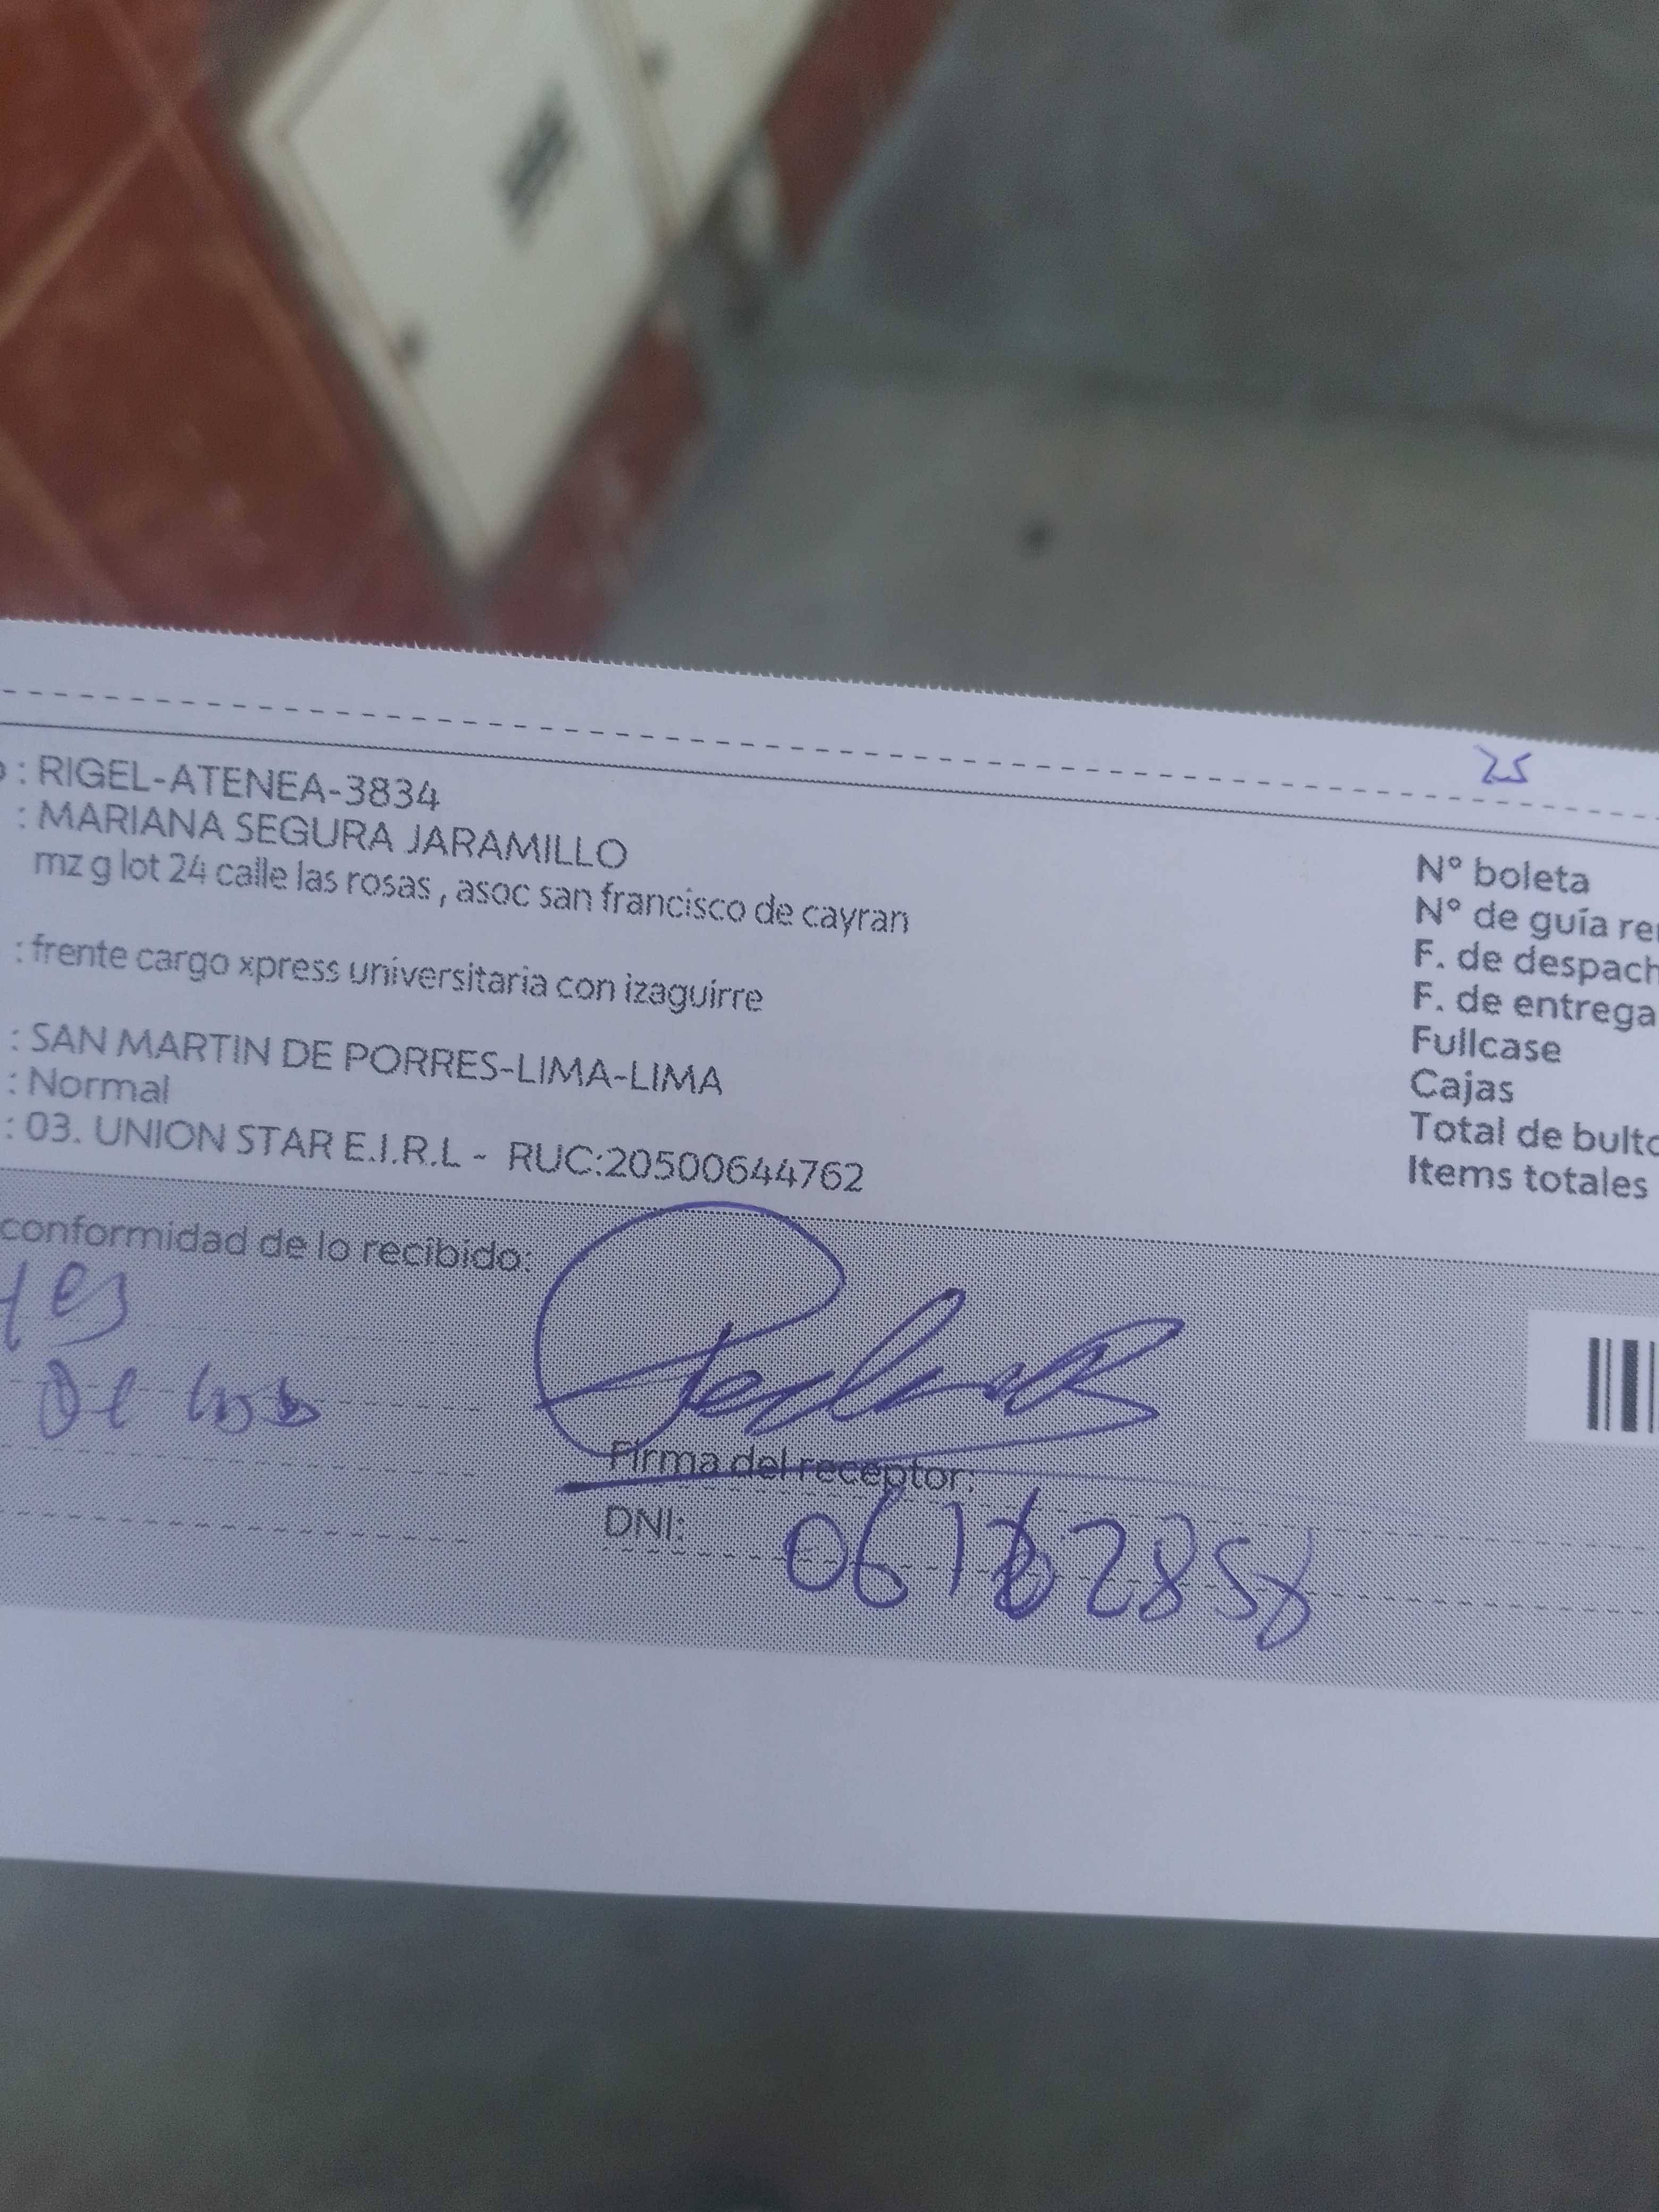 25
: RIGEL-ATENEA-3834
: MARIANA SEGURA JARAMILLO
mz g lot 24 calle las rosas , asoc san francisco de cayran
: frente cargo xpress universitaria con izaguirre
: SAN MARTIN DE PORRES-LIMA-LIMA
: Normal
: 03. UNION STAR E.I.R.L - RUC:20500644762
N° boleta
N° de guía re
F. de despach
F. de entrega
Fullcase
Cajas
Total de bulto
Items totales
conformidad de lo recibido:
Firma del receptor:
DNI: